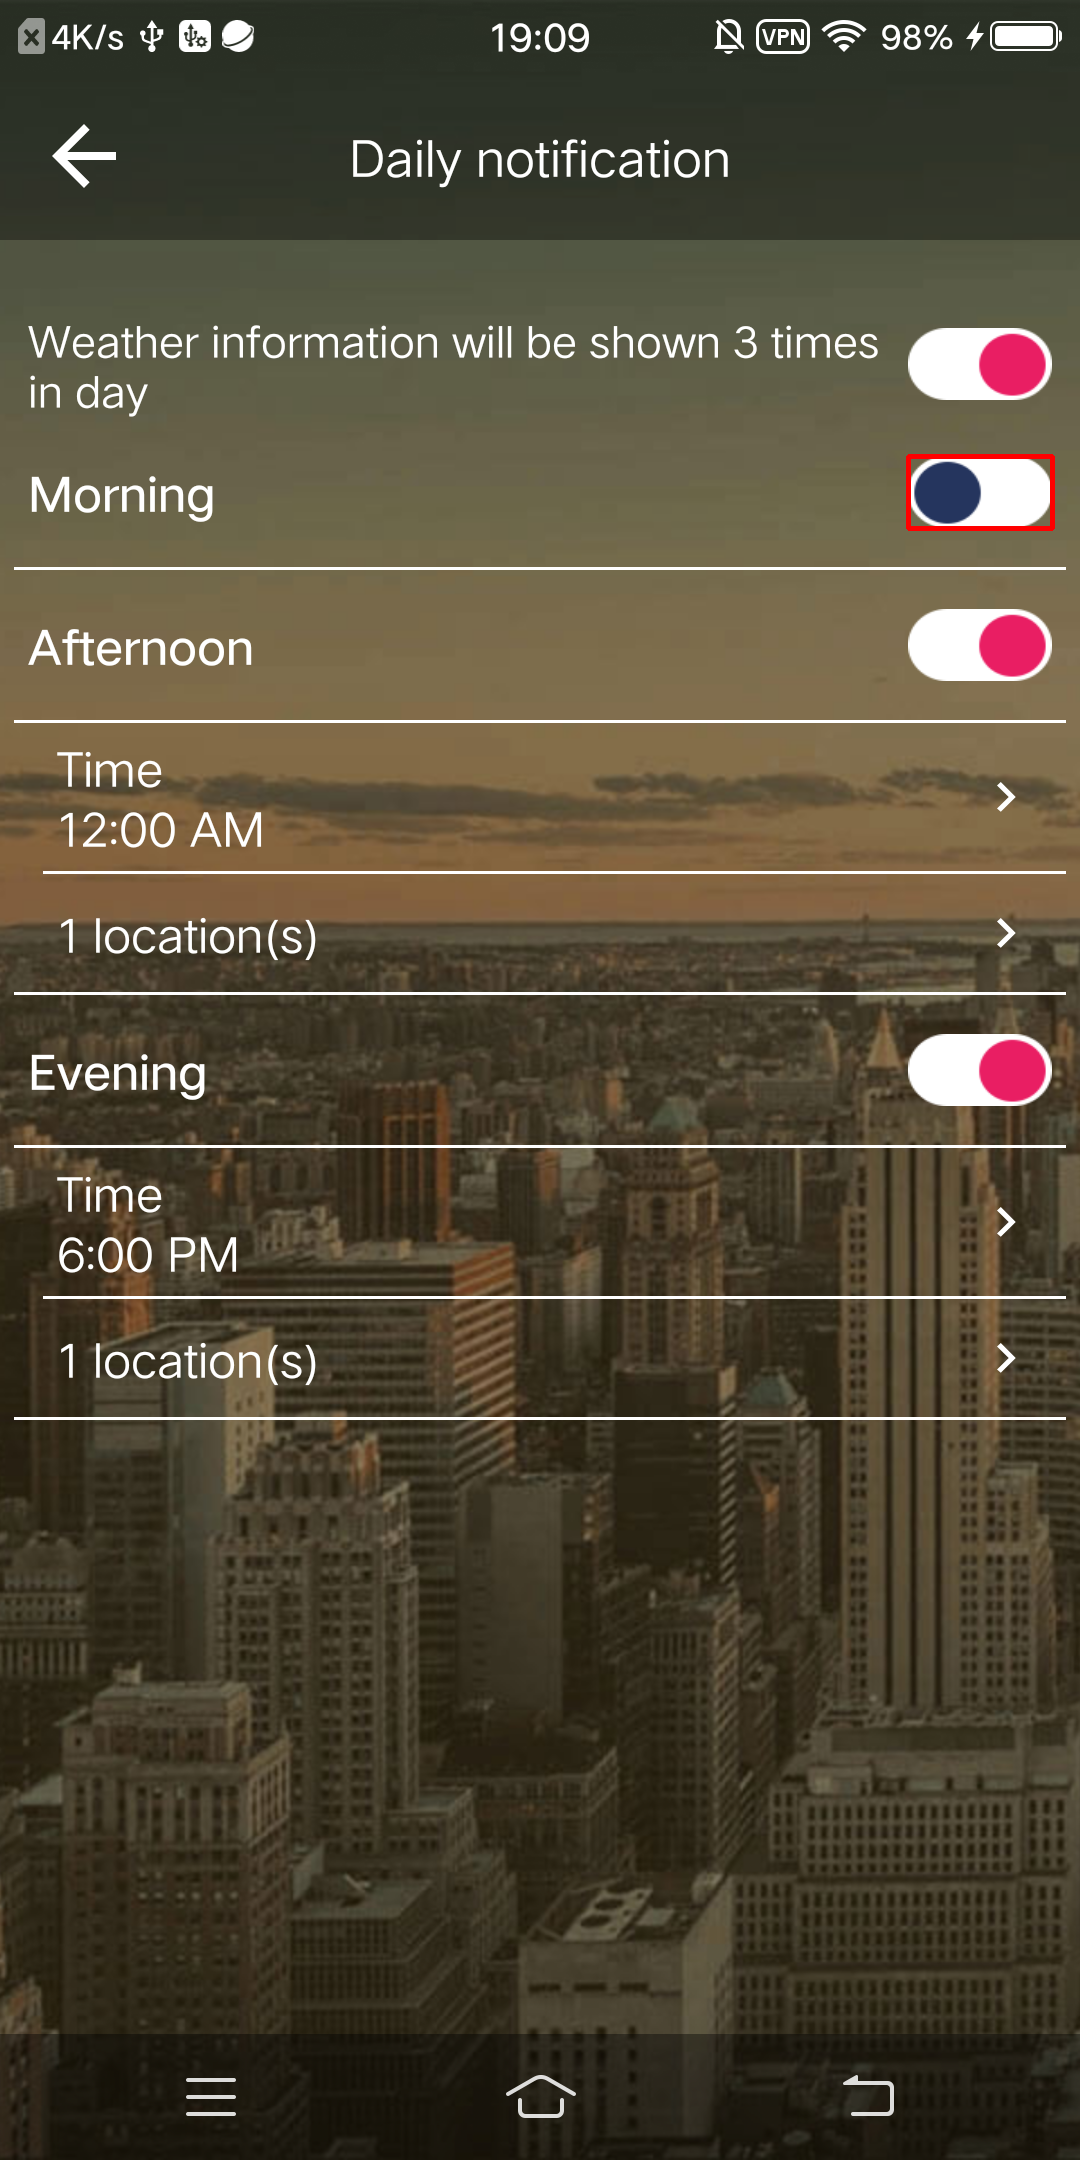 4K/s 19:09 VPN 98%
Daily notification
Weather information will be shown 3 times
in day
Morning
Afternoon
Time
12:00 AM
1 location(s)
Evening
Time
6:00 PM
1 location(s)